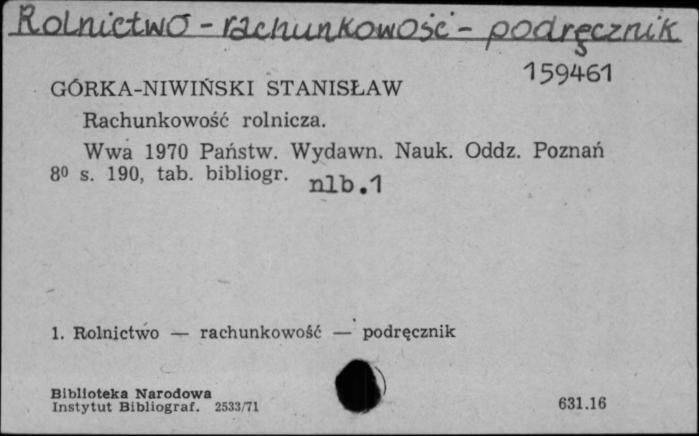 Rolnictwo - rachunkowość - podręcznik
159461
GÓRKA-NIWIŃSKI STANISŁAW
Rachunkowość rolnicza.
Wwa 1970 Państw. Wydawn. Nauk. Oddz. Poznań
8⁰ s. 190, tab. bibliogr. nlb.1
1. Rolnictwo — rachunkowość — podręcznik
Biblioteka Narodowa
Instytut Bibliograf. 2533/71
631.16